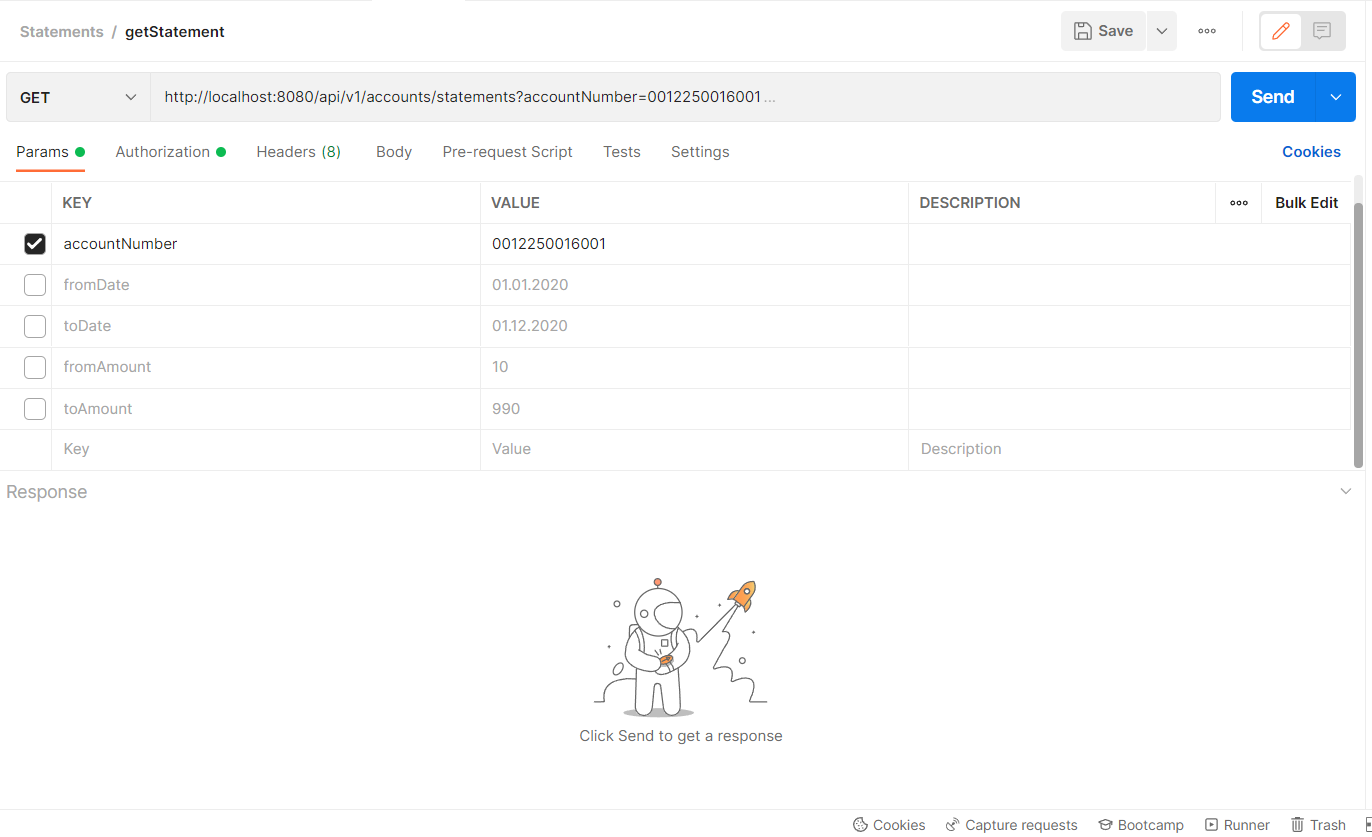 Statements / getStatement
Save
GET
http://localhost:8080/api/v1/accounts/statements?accountNumber=0012250016001...
Send
Params Authorization Headers (8) Body Pre-request Script Tests Settings Cookies
KEY VALUE DESCRIPTION Bulk Edit
accountNumber 0012250016001
fromDate 01.01.2020
toDate 01.12.2020
fromAmount 10
toAmount 990
Key Value Description
Response
Click Send to get a response
Cookies Capture requests Bootcamp Runner Trash